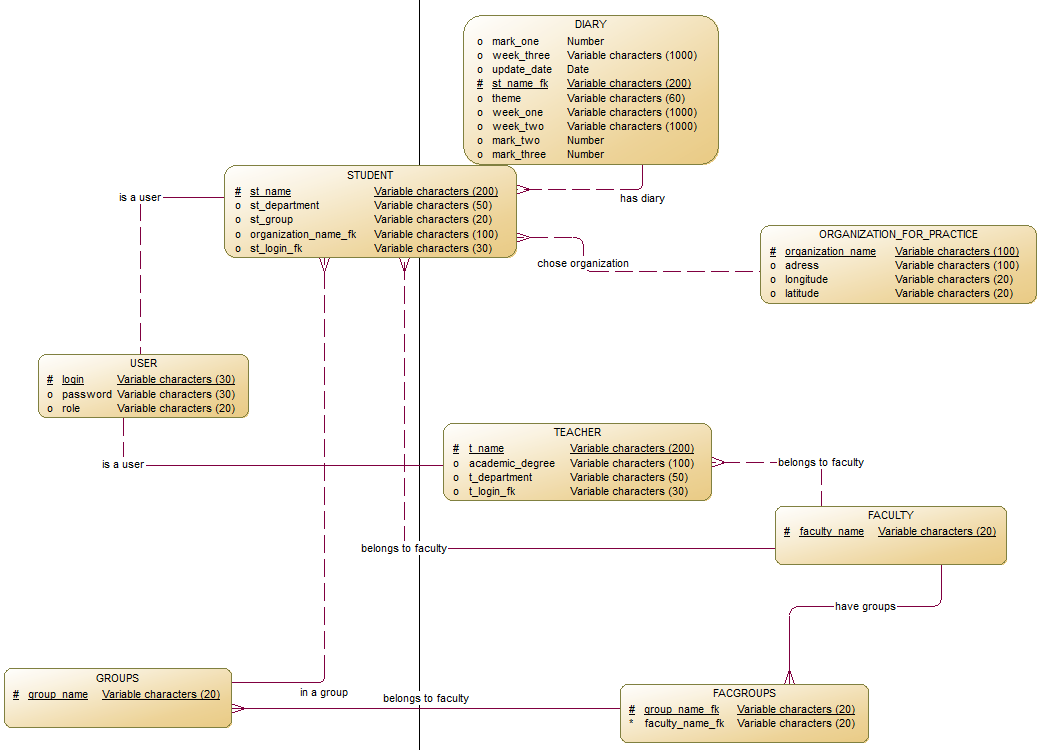 DIARY
o mark_one Number
o week_three Variable characters (1000)
o update_date Date
# st_name_fk Variable characters (200)
o theme Variable characters (60)
o week_one Variable characters (1000)
o week_two Variable characters (1000)
o mark_two Number
o mark_three Number
STUDENT
# st_name Variable characters (200)
o st_department Variable characters (50)
o st_group Variable characters (20)
o organization_name_fk Variable characters (100)
o st_login_fk Variable characters (30)
is a user
has diary
chose organization
ORGANIZATION_FOR_PRACTICE
# organization_name Variable characters (100)
o adress Variable characters (100)
o longitude Variable characters (20)
o latitude Variable characters (20)
USER
# login Variable characters (30)
o password Variable characters (30)
o role Variable characters (20)
is a user
TEACHER
# t_name Variable characters (200)
o academic_degree Variable characters (100)
o t_department Variable characters (50)
o t_login_fk Variable characters (30)
belongs to faculty
FACULTY
# faculty_name Variable characters (20)
belongs to faculty
have groups
GROUPS
# group_name Variable characters (20)
in a group
belongs to faculty
FACGROUPS
# group_name_fk Variable characters (20)
* faculty_name_fk Variable characters (20)